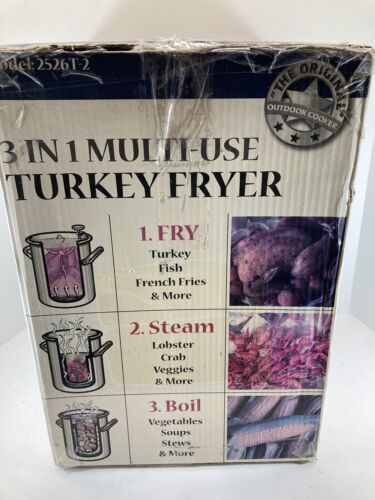 Model: 2526T-2
"THE ORIGINAL"
OUTDOOR COOKER
3 IN 1 MULTI-USE
TURKEY FRYER
1. FRY
Turkey
Fish
French Fries
& More
2. Steam
Lobster
Crab
Veggies
& More
3. Boil
Vegetables
Soups
Stews
& More